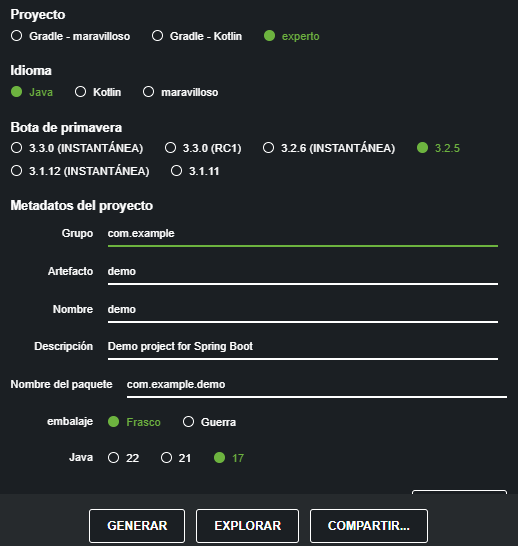 Proyecto
Gradle - maravilloso Gradle - Kotlin experto
Idioma
Java Kotlin maravilloso
Bota de primavera
3.3.0 (INSTANTÁNEA) 3.3.0 (RC1) 3.2.6 (INSTANTÁNEA) 3.2.5
3.1.12 (INSTANTÁNEA) 3.1.11
Metadatos del proyecto
Grupo com.example
Artefacto demo
Nombre demo
Descripción Demo project for Spring Boot
Nombre del paquete com.example.demo
embalaje Frasco Guerra
Java 22 21 17
GENERAR EXPLORAR COMPARTIR...